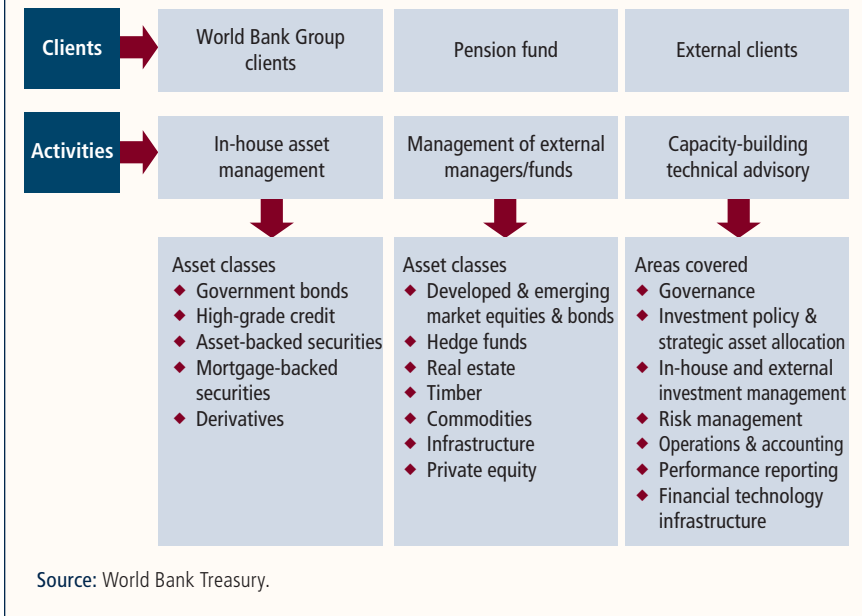 Clients
World Bank Group
clients
Pension fund
External clients
Activities
In-house asset
management
Management of external
managers/funds
Capacity-building
technical advisory
Asset classes
◆ Government bonds
◆ High-grade credit
◆ Asset-backed securities
◆ Mortgage-backed
securities
◆ Derivatives
Asset classes
◆ Developed & emerging
market equities & bonds
◆ Hedge funds
◆ Real estate
◆ Timber
◆ Commodities
◆ Infrastructure
◆ Private equity
Areas covered
◆ Governance
◆ Investment policy &
strategic asset allocation
◆ In-house and external
investment management
◆ Risk management
◆ Operations & accounting
◆ Performance reporting
◆ Financial technology
infrastructure
Source: World Bank Treasury.